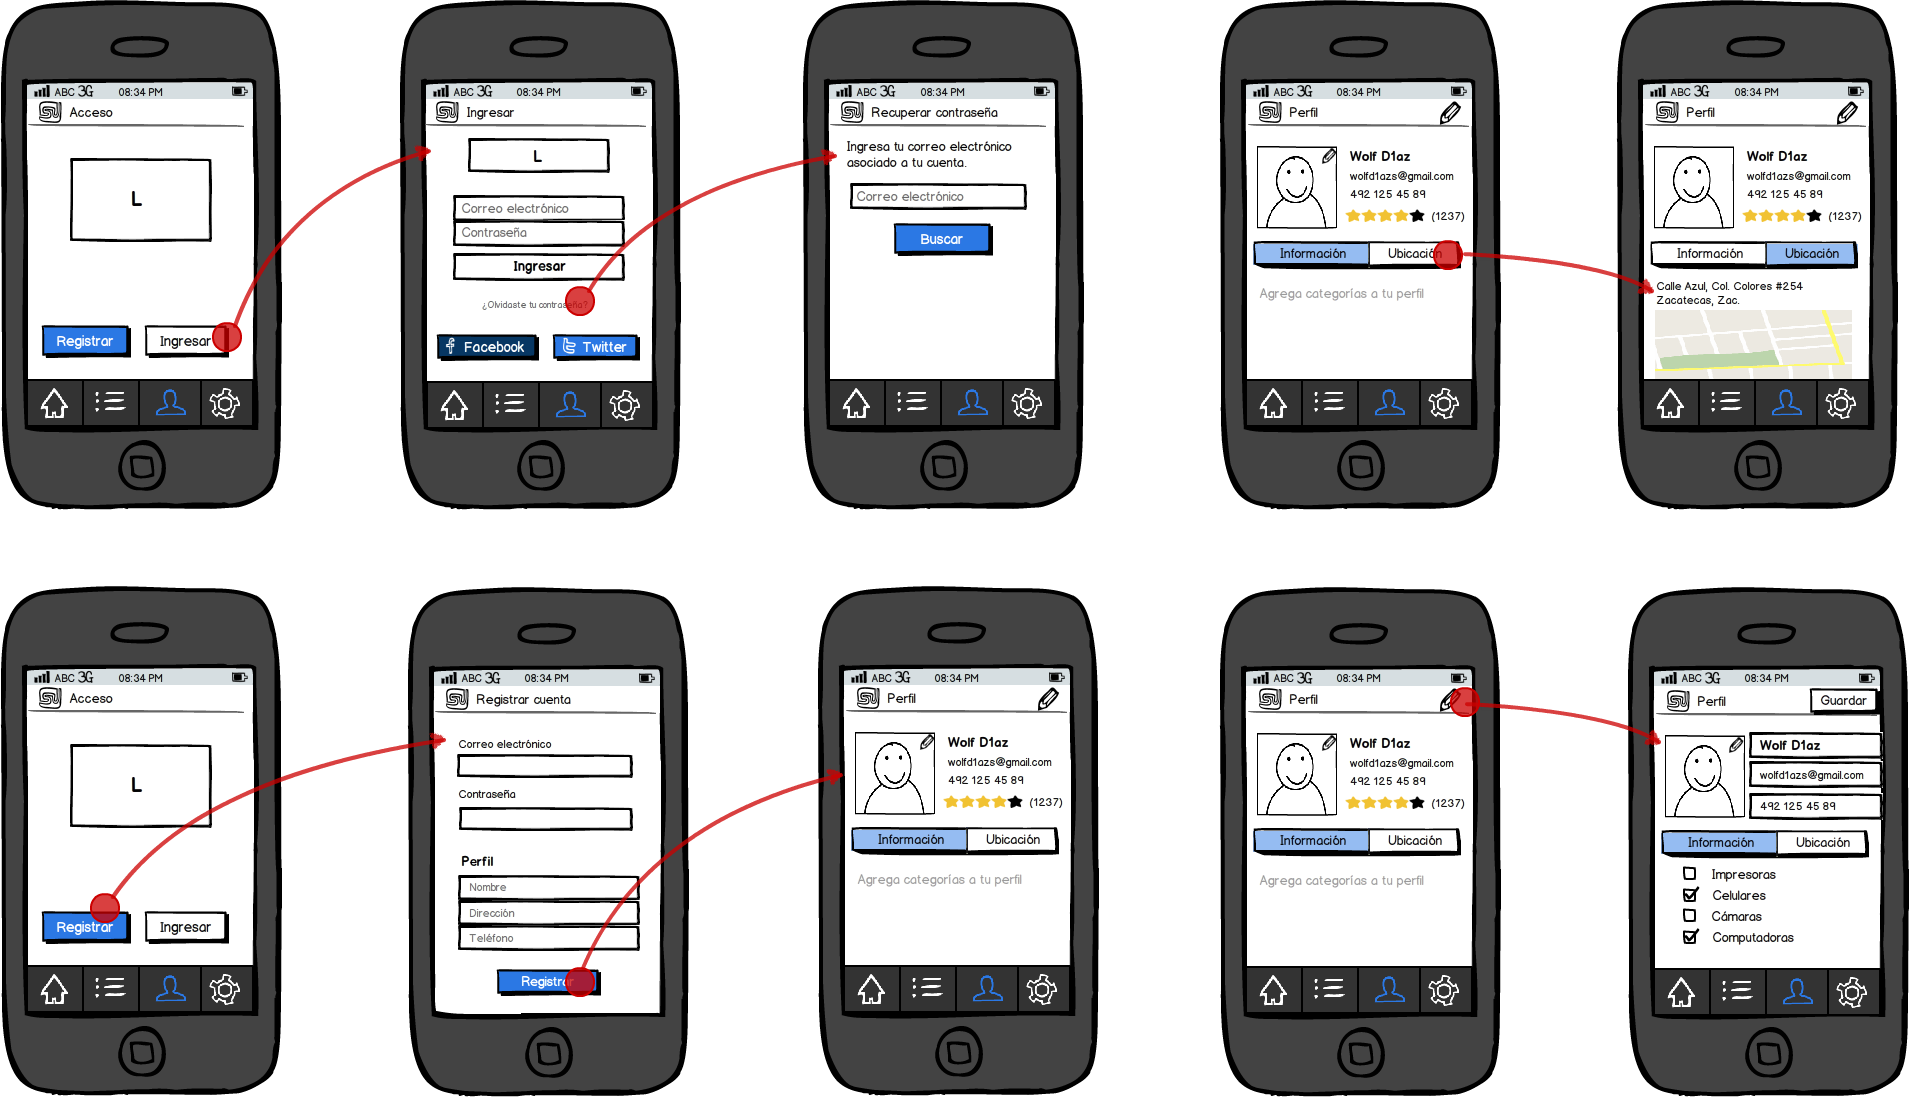 ABC 3G 08:34 PM
Acceso
L
Registrar
Ingresar
ABC 3G 08:34 PM
Ingresar
L
Correo electrónico
Contraseña
Ingresar
¿Olvidaste tu contraseña?
Facebook
Twitter
ABC 3G 08:34 PM
Recuperar contraseña
Ingresa tu correo electrónico
asociado a tu cuenta.
Correo electrónico
Buscar
ABC 3G 08:34 PM
Perfil
Wolf D1az
wolfd1azs@gmail.com
492 125 45 89
(1237)
Información
Ubicación
Agrega categorías a tu perfil
ABC 3G 08:34 PM
Perfil
Wolf D1az
wolfd1azs@gmail.com
492 125 45 89
(1237)
Información
Ubicación
Calle Azul, Col. Colores #254
Zacatecas, Zac.
ABC 3G 08:34 PM
Acceso
L
Registrar
Ingresar
ABC 3G 08:34 PM
Registrar cuenta
Correo electrónico
Contraseña
Perfil
Nombre
Dirección
Teléfono
Registrar
ABC 3G 08:34 PM
Perfil
Wolf D1az
wolfd1azs@gmail.com
492 125 45 89
(1237)
Información
Ubicación
Agrega categorías a tu perfil
ABC 3G 08:34 PM
Perfil
Wolf D1az
wolfd1azs@gmail.com
492 125 45 89
(1237)
Información
Ubicación
Agrega categorías a tu perfil
ABC 3G 08:34 PM
Perfil
Guardar
Wolf D1az
wolfd1azs@gmail.com
492 125 45 89
Información
Ubicación
Impresoras
Celulares
Cámaras
Computadoras